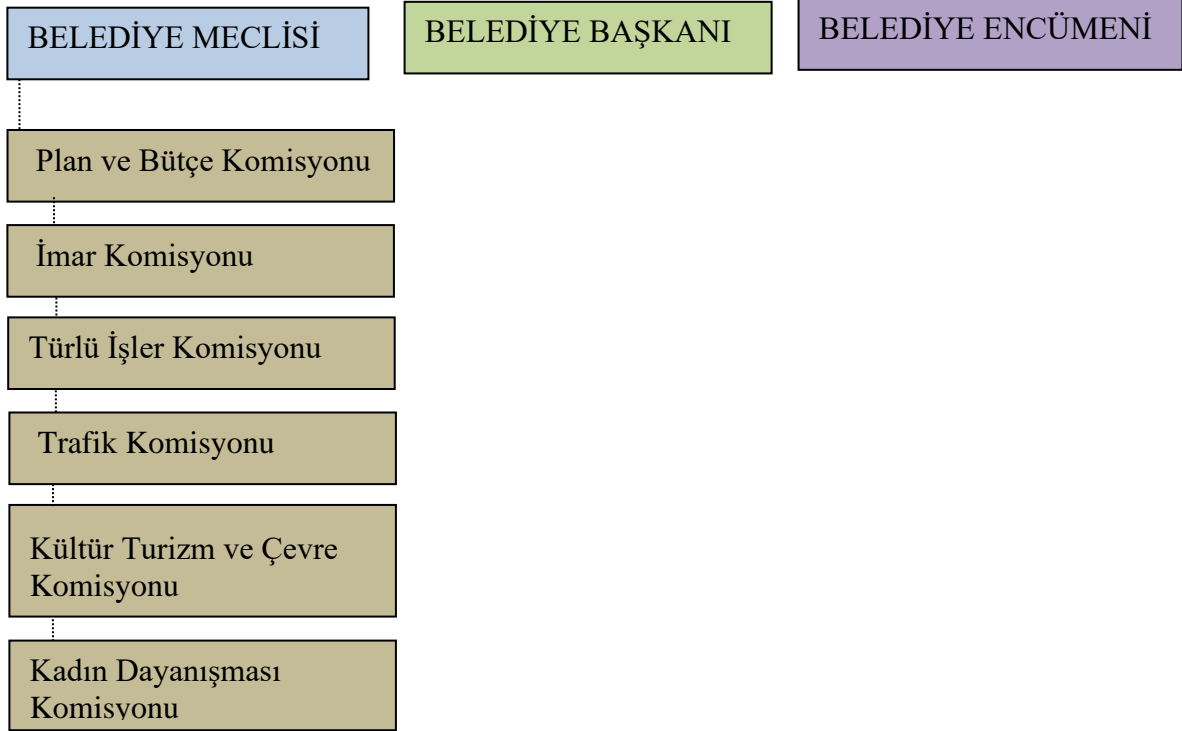 BELEDİYE MECLİSİ
BELEDİYE BAŞKANI
BELEDİYE ENCÜMENİ
Plan ve Bütçe Komisyonu
İmar Komisyonu
Türlü İşler Komisyonu
Trafik Komisyonu
Kültür Turizm ve Çevre
Komisyonu
Kadın Dayanışması
Komisyonu